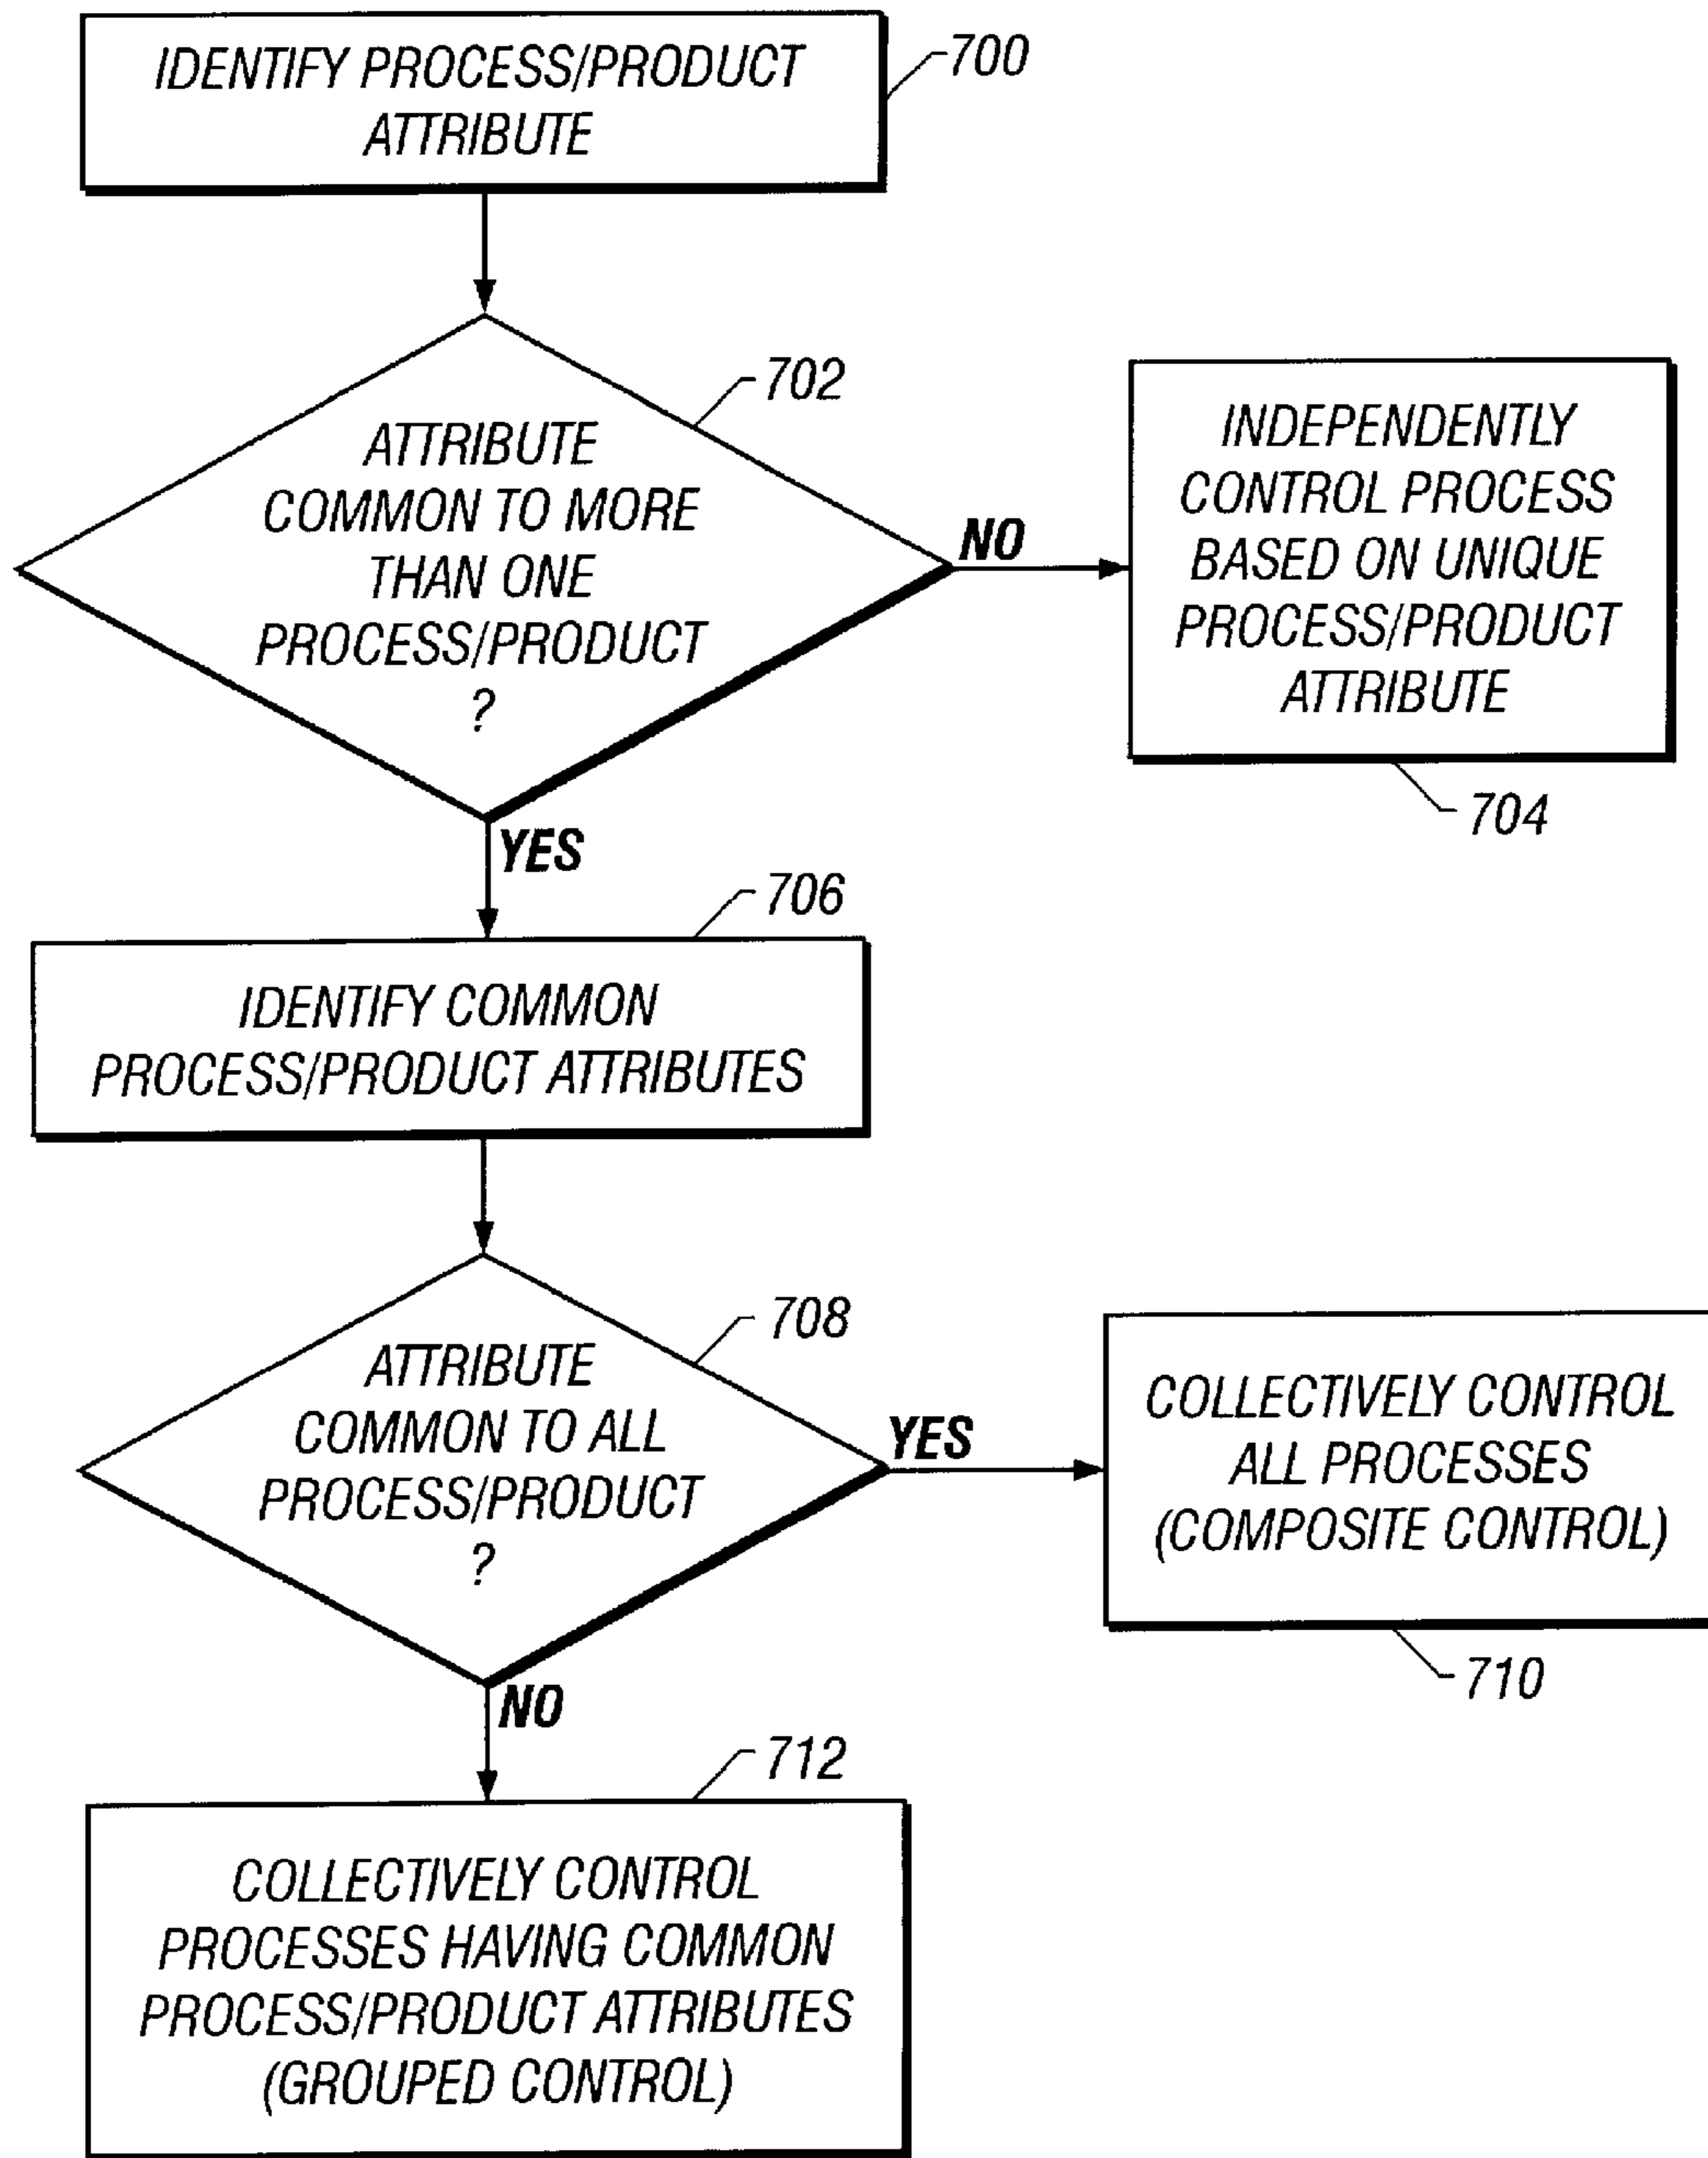 IDENTIFY PROCESS/PRODUCT
ATTRIBUTE
700
702
ATTRIBUTE
COMMON TO MORE
THAN ONE
PROCESS/PRODUCT
?
NO
INDEPENDENTLY
CONTROL PROCESS
BASED ON UNIQUE
PROCESS/PRODUCT
ATTRIBUTE
704
YES
706
IDENTIFY COMMON
PROCESS/PRODUCT ATTRIBUTES
708
ATTRIBUTE
COMMON TO ALL
PROCESS/PRODUCT
?
YES
COLLECTIVELY CONTROL
ALL PROCESSES
(COMPOSITE CONTROL)
710
NO
712
COLLECTIVELY CONTROL
PROCESSES HAVING COMMON
PROCESS/PRODUCT ATTRIBUTES
(GROUPED CONTROL)